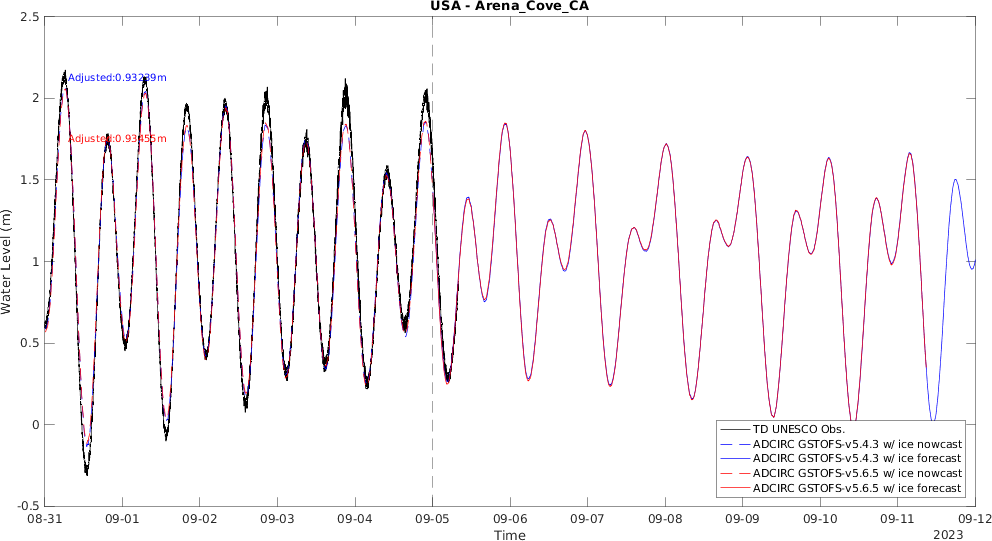 USA - Arena_Cove_CA
2.5
2
1.5
1
0.5
0
-0.5
Water Level (m)
Adjusted:0.93239m
Adjusted:0.93455m
TD UNESCO Obs.
ADCIRC GSTOFS-v5.4.3 w/ ice nowcast
ADCIRC GSTOFS-v5.4.3 w/ ice forecast
ADCIRC GSTOFS-v5.6.5 w/ ice nowcast
ADCIRC GSTOFS-v5.6.5 w/ ice forecast
08-31 09-01 09-02 09-03 09-04 09-05 09-06 09-07 09-08 09-09 09-10 09-11 09-12
Time
2023